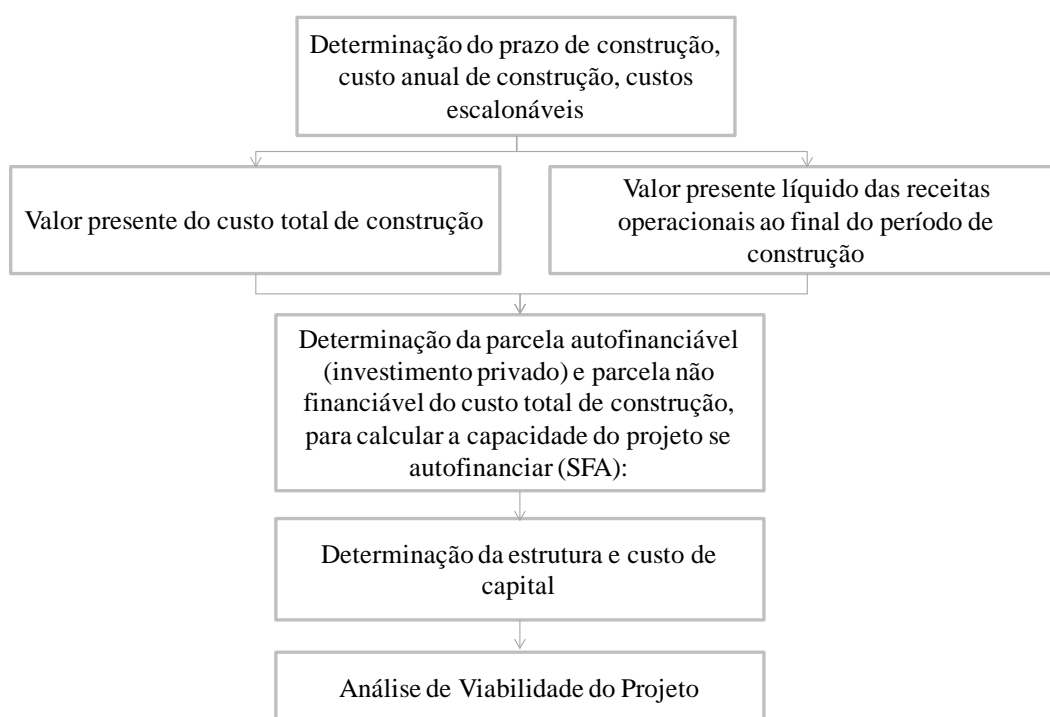 Determinação do prazo de construção,
custo anual de construção, custos
escalonáveis
Valor presente do custo total de construção
Valor presente líquido das receitas
operacionais ao final do período de
construção
Determinação da parcela autofinanciável
(investimento privado) e parcela não
financiável do custo total de construção,
para calcular a capacidade do projeto se
autofinanciar (SFA):
Determinação da estrutura e custo de
capital
Análise de Viabilidade do Projeto